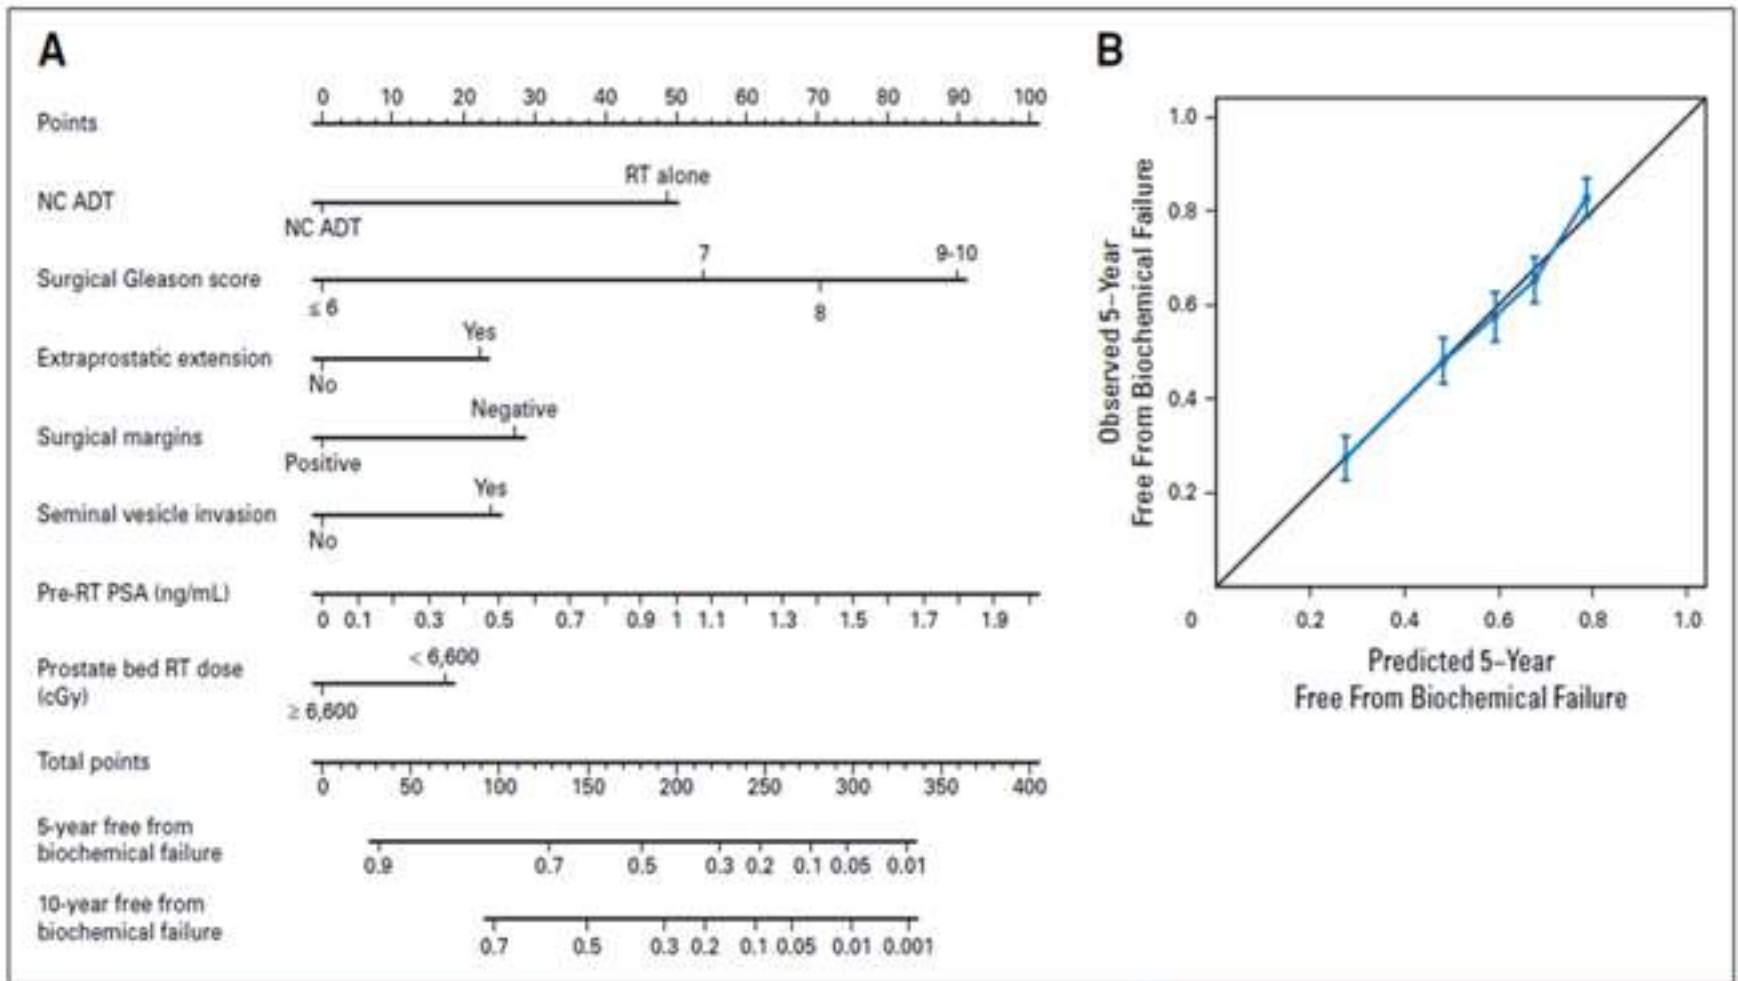 A
0 10 20 30 40 50 60 70 80 90 100
Points
RT alone
NC ADT
NC ADT
7 9-10
Surgical Gleason score
≤ 6 8
Yes
Extraprostatic extension
No
Negative
Surgical margins
Positive
Yes
Seminal vesicle invasion
No
Pre-RT PSA (ng/mL)
0 0.1 0.3 0.5 0.7 0.9 1 1.1 1.3 1.5 1.7 1.9
< 6,600
Prostate bed RT dose
(cGy)
≥ 6,600
Total points
0 50 100 150 200 250 300 350 400
5-year free from
biochemical failure
0.9 0.7 0.5 0.3 0.2 0.1 0.05 0.01
10-year free from
biochemical failure
0.7 0.5 0.3 0.2 0.1 0.05 0.01 0.001
B
Observed 5–Year
Free From Biochemical Failure
1.0
0.8
0.6
0.4
0.2
0 0.2 0.4 0.6 0.8 1.0
Predicted 5–Year
Free From Biochemical Failure